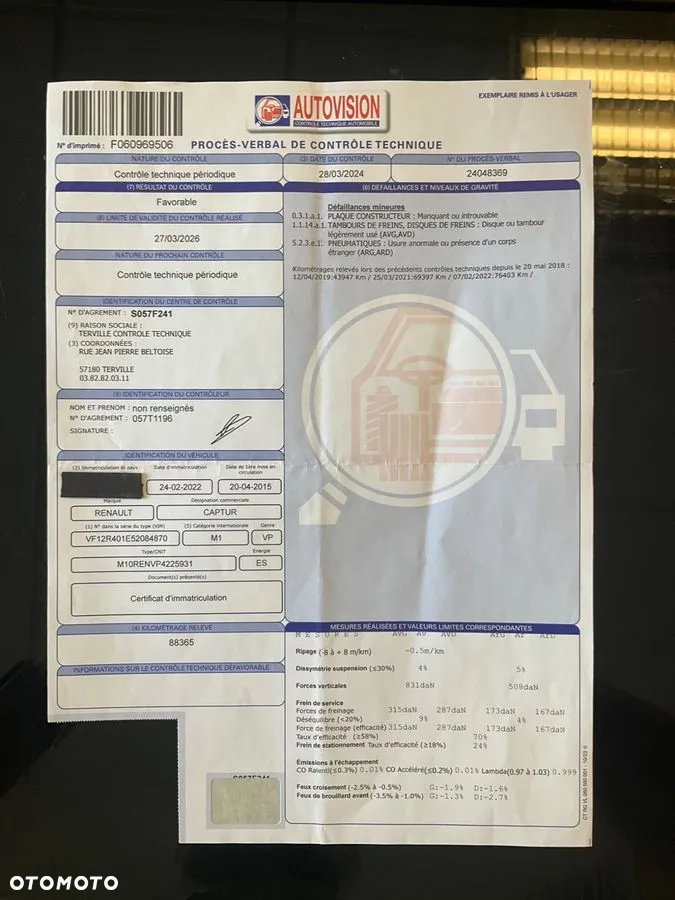 EXEMPLAIRE REMIS À L'USAGER
AUTOVISION
CONTRÔLE TECHNIQUE AUTOMOBILE
N° d'imprimé : F060969506
PROCÈS-VERBAL DE CONTRÔLE TECHNIQUE
NATURE DU CONTRÔLE
Contrôle technique périodique
(3) DATE DU CONTRÔLE
28/03/2024
N° DU PROCÈS-VERBAL
24048369
(7) RÉSULTAT DU CONTRÔLE
Favorable
(8) LIMITE DE VALIDITÉ DU CONTRÔLE RÉALISÉ
27/03/2026
NATURE DU PROCHAIN CONTRÔLE
Contrôle technique périodique
IDENTIFICATION DU CENTRE DE CONTRÔLE
N° D'AGREMENT : S057F241
(9) RAISON SOCIALE :
TERVILLE CONTROLE TECHNIQUE
(3) COORDONNÉES :
RUE JEAN PIERRE BELTOISE
57180 TERVILLE
03.82.82.03.11
(9) IDENTIFICATION DU CONTRÔLEUR
NOM ET PRENOM : non renseignés
N° D'AGREMENT : 057T1196
SIGNATURE :
IDENTIFICATION DU VÉHICULE
(2) Immatriculation et pays
Date d'immatriculation
Date de 1ère mise en
circulation
24-02-2022
20-04-2015
Marque
Désignation commerciale
RENAULT
CAPTUR
(1) N° dans la série du type (VIN)
(5) Catégorie internationale
Genre
VF12R401E52084870
M1
VP
Type/CNIT
Energie
M10RENVP4225931
ES
Document(s) présenté(s)
Certificat d'immatriculation
(4) KILOMÉTRAGE RELEVÉ
88365
INFORMATIONS SUR LE CONTRÔLE TECHNIQUE DÉFAVORABLE
S057F241
(6) DÉFAILLANCES ET NIVEAUX DE GRAVITÉ
Défaillances mineures
0.3.1.a.1. PLAQUE CONSTRUCTEUR : Manquant ou introuvable
1.1.14.a.1. TAMBOURS DE FREINS, DISQUES DE FREINS : Disque ou tambour
légèrement usé (AVG,AVD)
5.2.3.e.1. PNEUMATIQUES : Usure anormale ou présence d'un corps
étranger (ARG,ARD)
Kilométrages relevés lors des précédents contrôles techniques depuis le 20 mai 2018 :
12/04/2019:43947 Km / 25/03/2021:69397 Km / 07/02/2022:76403 Km /
MESURES RÉALISÉES ET VALEURS LIMITES CORRESPONDANTES
MESURES AVG AV AVD ArG Ar ArD
Ripage (-8 à + 8 m/km) -0.5m/km
Dissymétrie suspension (≤30%) 4% 5%
Forces verticales 831daN 508daN
Frein de service
Forces de freinage 315daN 287daN 173daN 167daN
Déséquilibre (<20%) 9% 4%
Force de freinage (efficacité) 315daN 287daN 173daN 167daN
Taux d'efficacité (≥58%) 70%
Frein de stationnement Taux d'efficacité (≥18%) 24%
Émissions à l'échappement
CO Ralenti(≤0.3%) 0.01% CO Accéléré(≤0.2%) 0.01% Lambda(0.97 à 1.03) 0.999
Feux croisement (-2.5% à -0.5%) G:-1.9% D:-1.6%
Feux de brouillard avant (-3.5% à -1.0%) G:-1.3% D:-2.7%
OTOMOTO